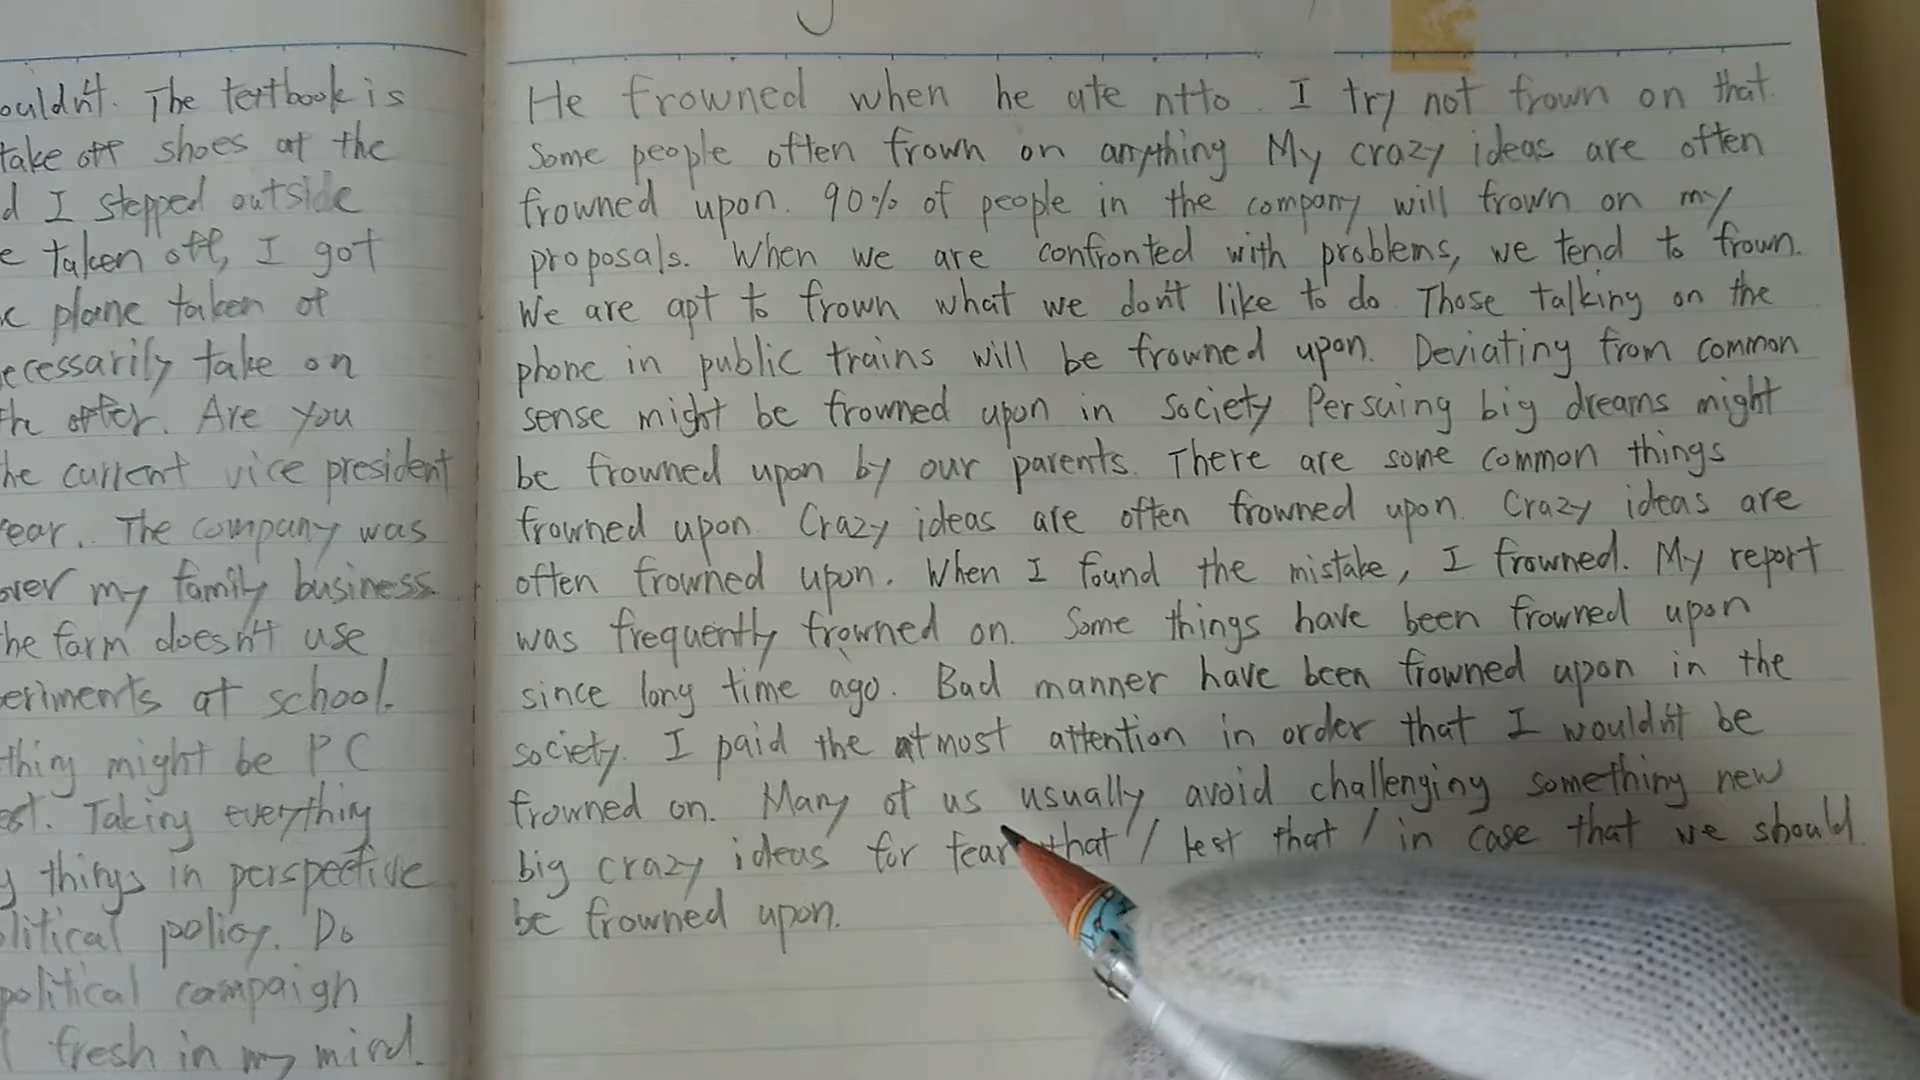 ouldn't. The textbook is
take off shoes at the
d I stepped outside
e taken off, I got
plane taken of
ecessarily take on
the offer. Are you
he current vice president
ear. The company was
over my family business.
he farm doesn't use
eriments at school.
thing might be PC
est. Taking everything
y things in perspective
olitical policy. Do
political campaign
fresh in my mind.
He frowned when he ate ntto. I try not frown on that.
Some people often frown on anything My crazy ideas are often
frowned upon. 90% of people in the company will frown on my
proposals. When we are confronted with problems, we tend to frown.
We are apt to frown what we don't like to do. Those talking on the
phone in public trains will be frowned upon. Deviating from common
sense might be frowned upon in society Persuing big dreams might
be frowned upon by our parents. There are some common things
frowned upon. Crazy ideas are often frowned upon. Crazy ideas are
often frowned upon. When I found the mistake, I frowned. My report
was frequently frowned on. Some things have been frowned upon
since long time ago. Bad manner have been frowned upon in the
society. I paid the atmost attention in order that I wouldn't be
frowned on. Many of us usually avoid challenging something new
big crazy ideas for fear that / lest that / in case that we should
be frowned upon.